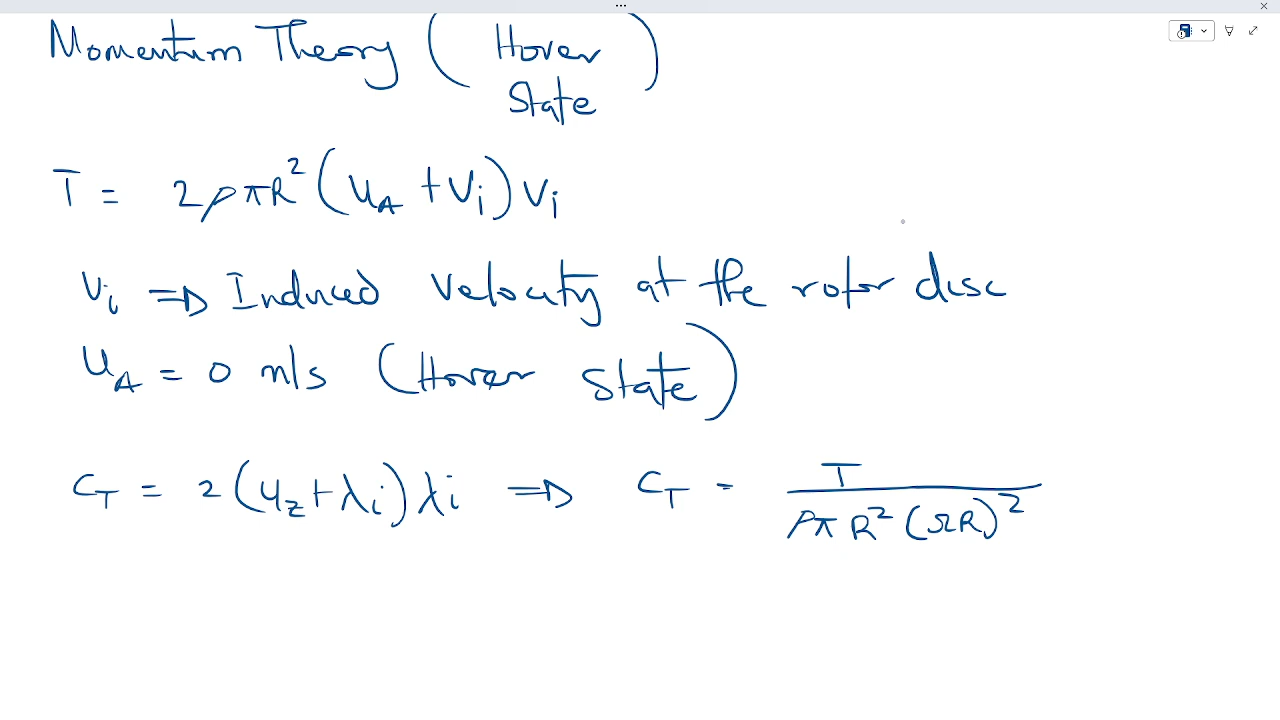 Momentum Theory (Hover State)
T = 2ρπR²(u_A + v_i)v_i
v_i ⇒ Induced velocity at the rotor disc
u_A = 0 m/s (Hover State)
C_T = 2(μ_z + λ_i)λ_i ⇒ C_T = T / ρπR²(ΩR)²